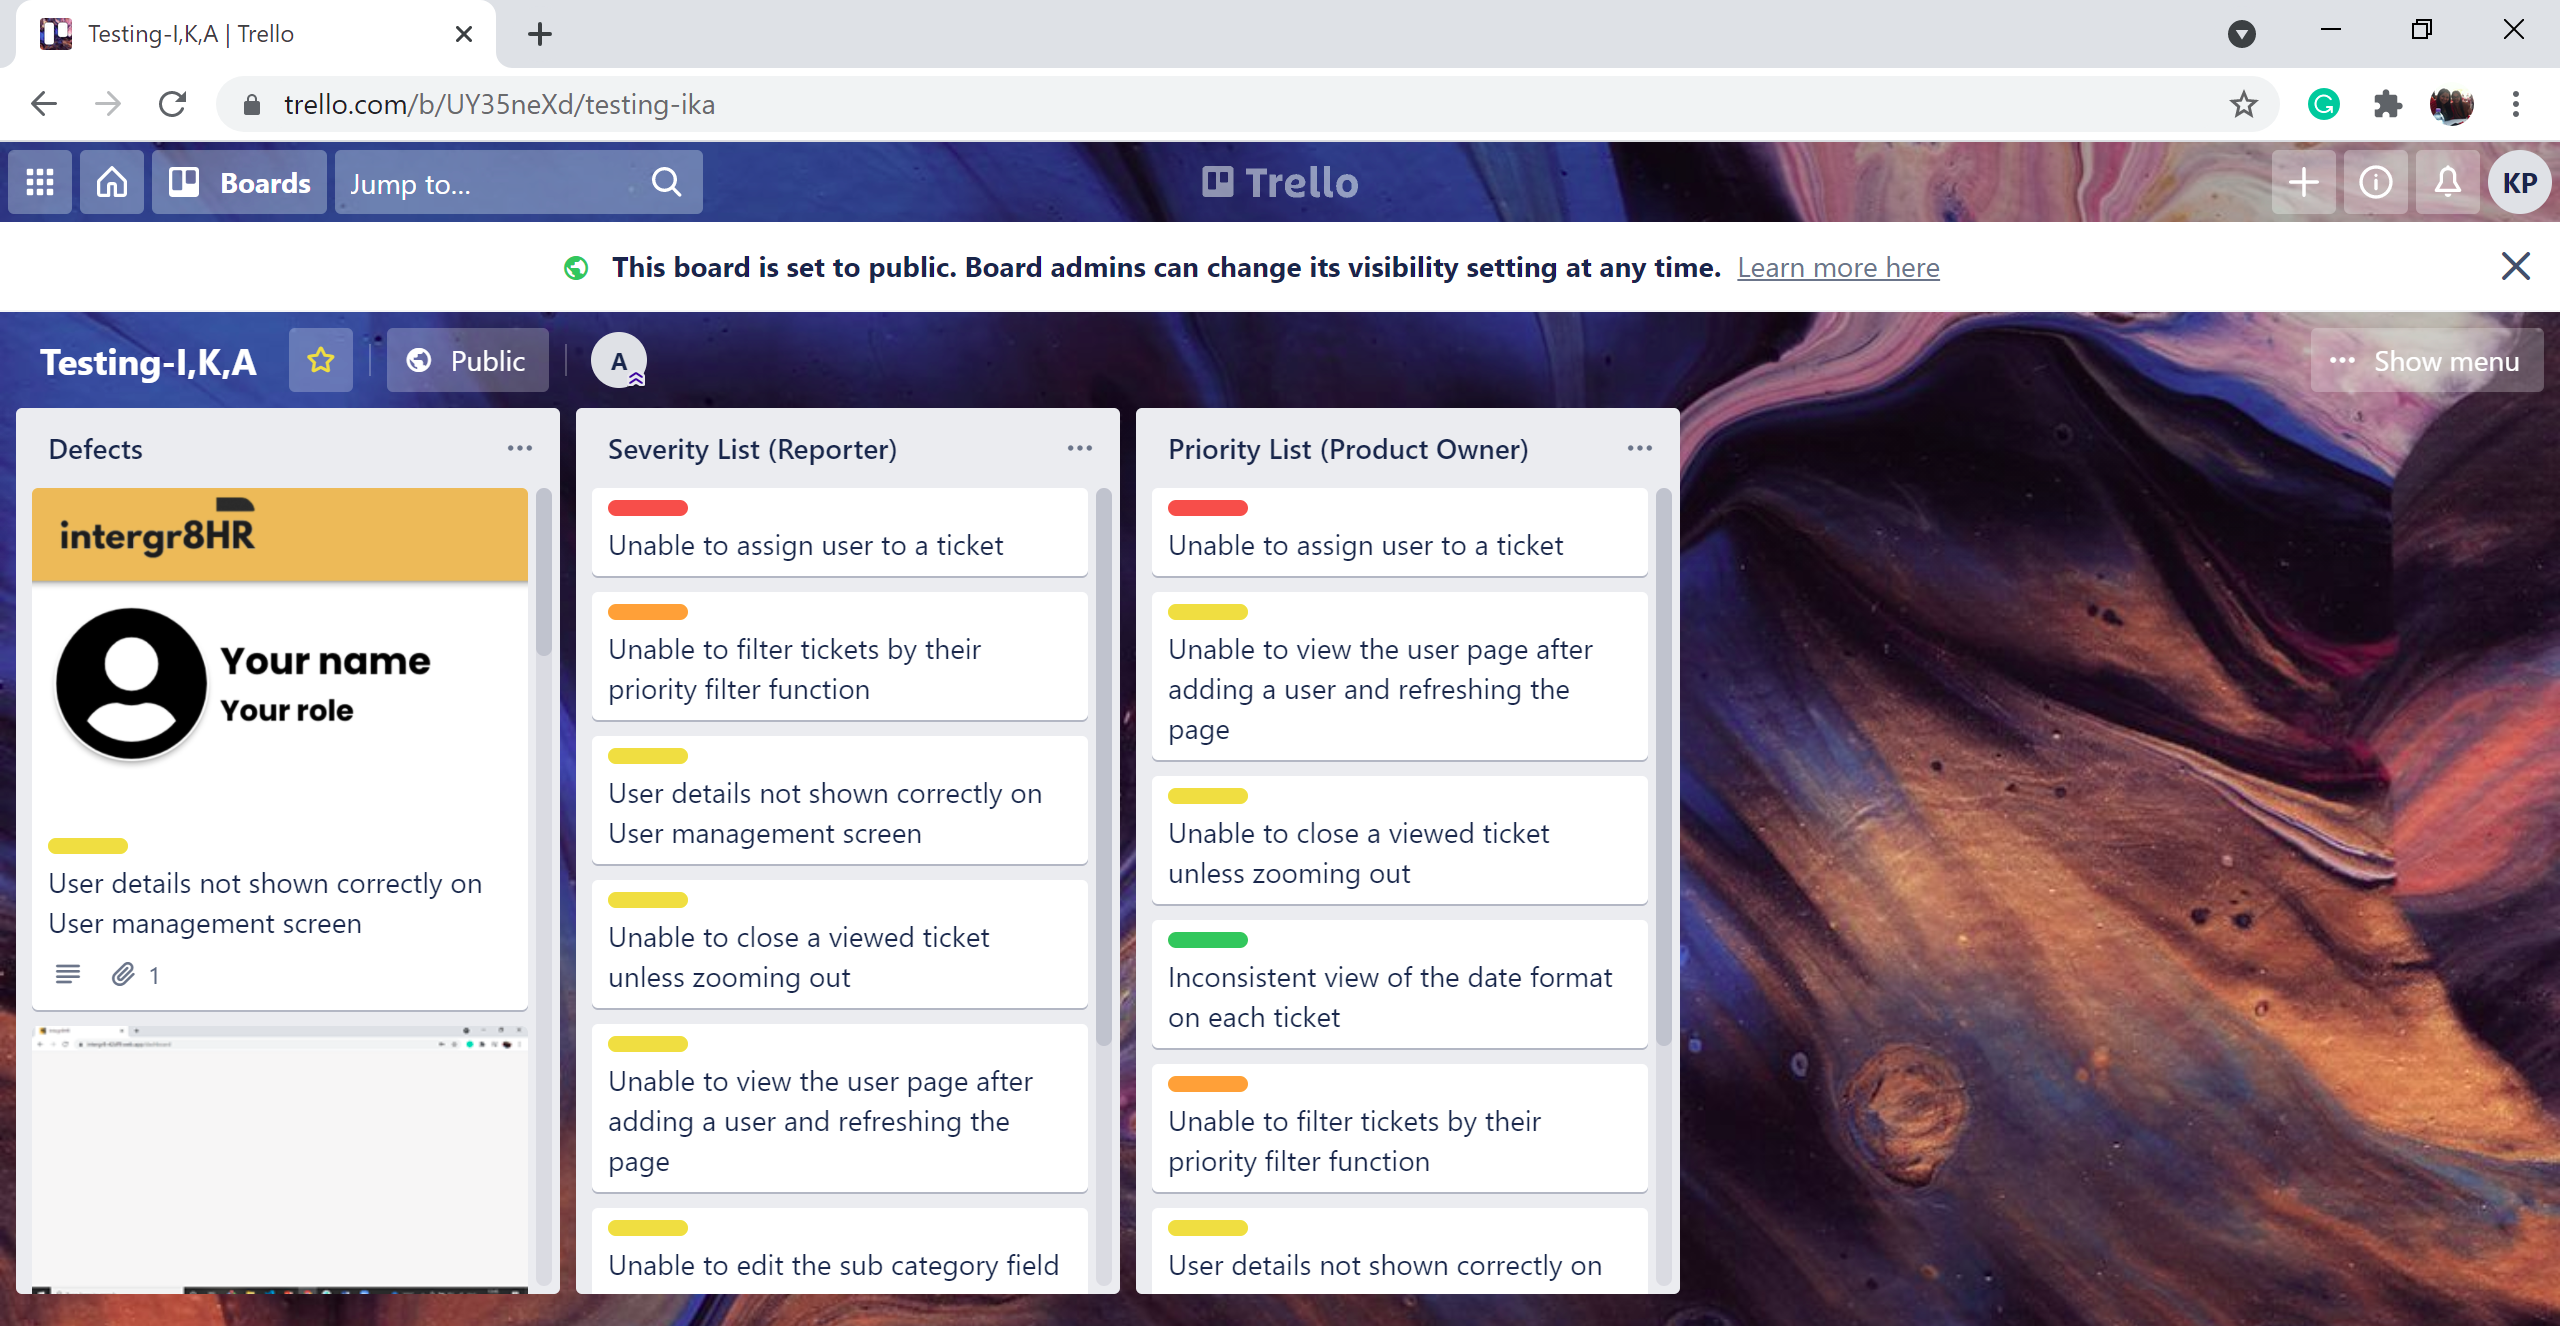 Testing-I,K,A | Trello
trello.com/b/UY35neXd/testing-ika
Boards
Jump to...
Trello
KP
This board is set to public. Board admins can change its visibility setting at any time. Learn more here
Testing-I,K,A
Public
A
Show menu
Defects
intergr8HR
Your name
Your role
User details not shown correctly on
User management screen
1
Severity List (Reporter)
Unable to assign user to a ticket
Unable to filter tickets by their
priority filter function
User details not shown correctly on
User management screen
Unable to close a viewed ticket
unless zooming out
Unable to view the user page after
adding a user and refreshing the
page
Unable to edit the sub category field
Priority List (Product Owner)
Unable to assign user to a ticket
Unable to view the user page after
adding a user and refreshing the
page
Unable to close a viewed ticket
unless zooming out
Inconsistent view of the date format
on each ticket
Unable to filter tickets by their
priority filter function
User details not shown correctly on